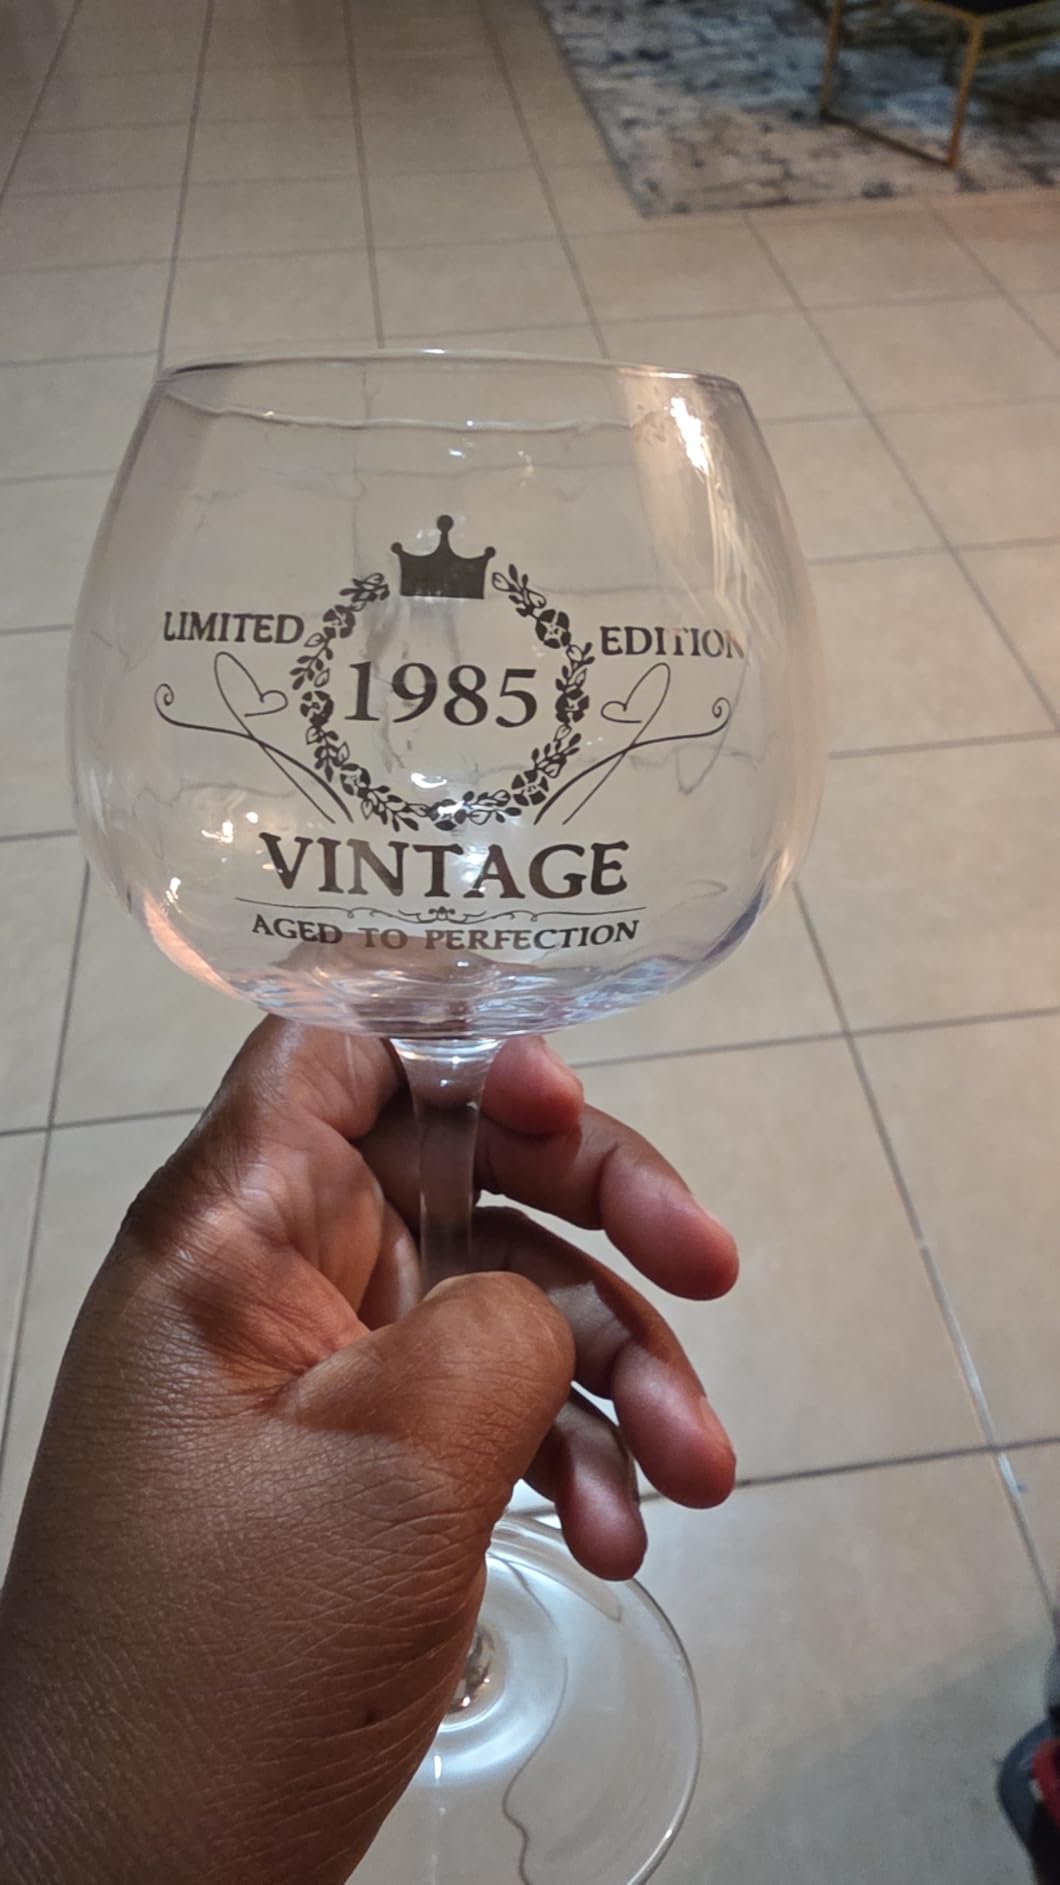 LIMITED EDITION
1985
VINTAGE
AGED TO PERFECTION